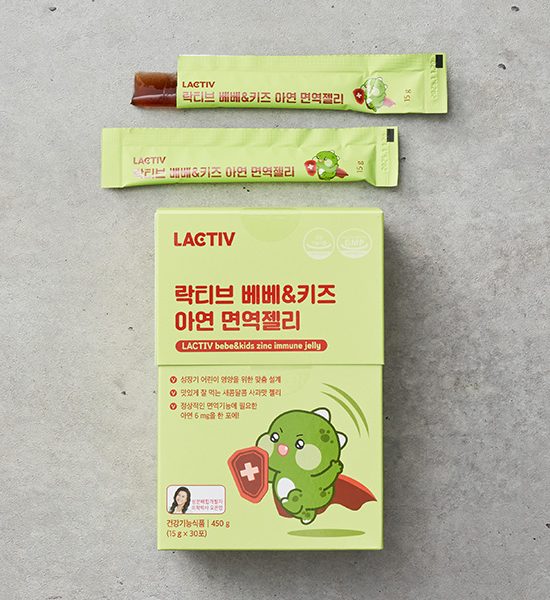 LACTIV
락티브 베베&키즈 아연 면역젤리
15 g
LACTIV
락티브 베베&키즈 아연 면역젤리
15 g
LACTIV
GMP
락티브 베베&키즈
아연 면역젤리
LACTIV bebe&kids zinc immune jelly
성장기 어린이 영양을 위한 맞춤 설계
맛있게 잘 먹는 새콤달콤 사과맛 젤리
정상적인 면역기능에 필요한
아연 6 mg을 한 포에!
건강기능식품 | 450 g
(15 g × 30포)